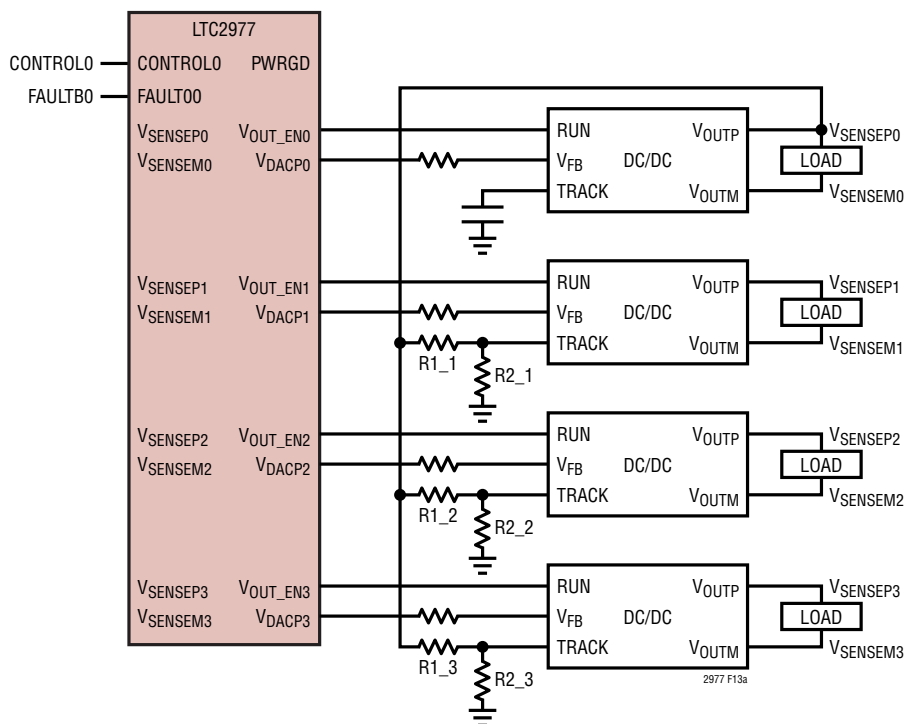 LTC2977
CONTROL0
CONTROL0 PWRGD
FAULTB0
FAULT00
VSENSEP0 VOUT_EN0
VSENSEM0 VDACP0
RUN VOUTP
VFB DC/DC
TRACK VOUTM
VSENSEP0
LOAD
VSENSEM0
VSENSEP1 VOUT_EN1
VSENSEM1 VDACP1
R1_1
R2_1
RUN VOUTP
VFB DC/DC
TRACK VOUTM
VSENSEP1
LOAD
VSENSEM1
VSENSEP2 VOUT_EN2
VSENSEM2 VDACP2
R1_2
R2_2
RUN VOUTP
VFB DC/DC
TRACK VOUTM
VSENSEP2
LOAD
VSENSEM2
VSENSEP3 VOUT_EN3
VSENSEM3 VDACP3
R1_3
R2_3
RUN VOUTP
VFB DC/DC
TRACK VOUTM
VSENSEP3
LOAD
VSENSEM3
2977 F13a